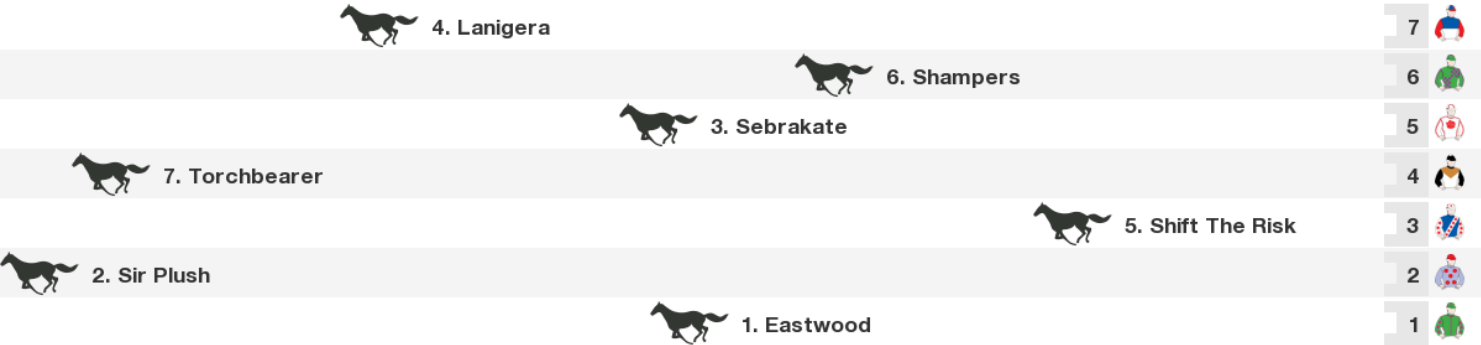 4. Lanigera 7
6. Shampers 6
3. Sebrakate 5
7. Torchbearer 4
5. Shift The Risk 3
2. Sir Plush 2
1. Eastwood 1